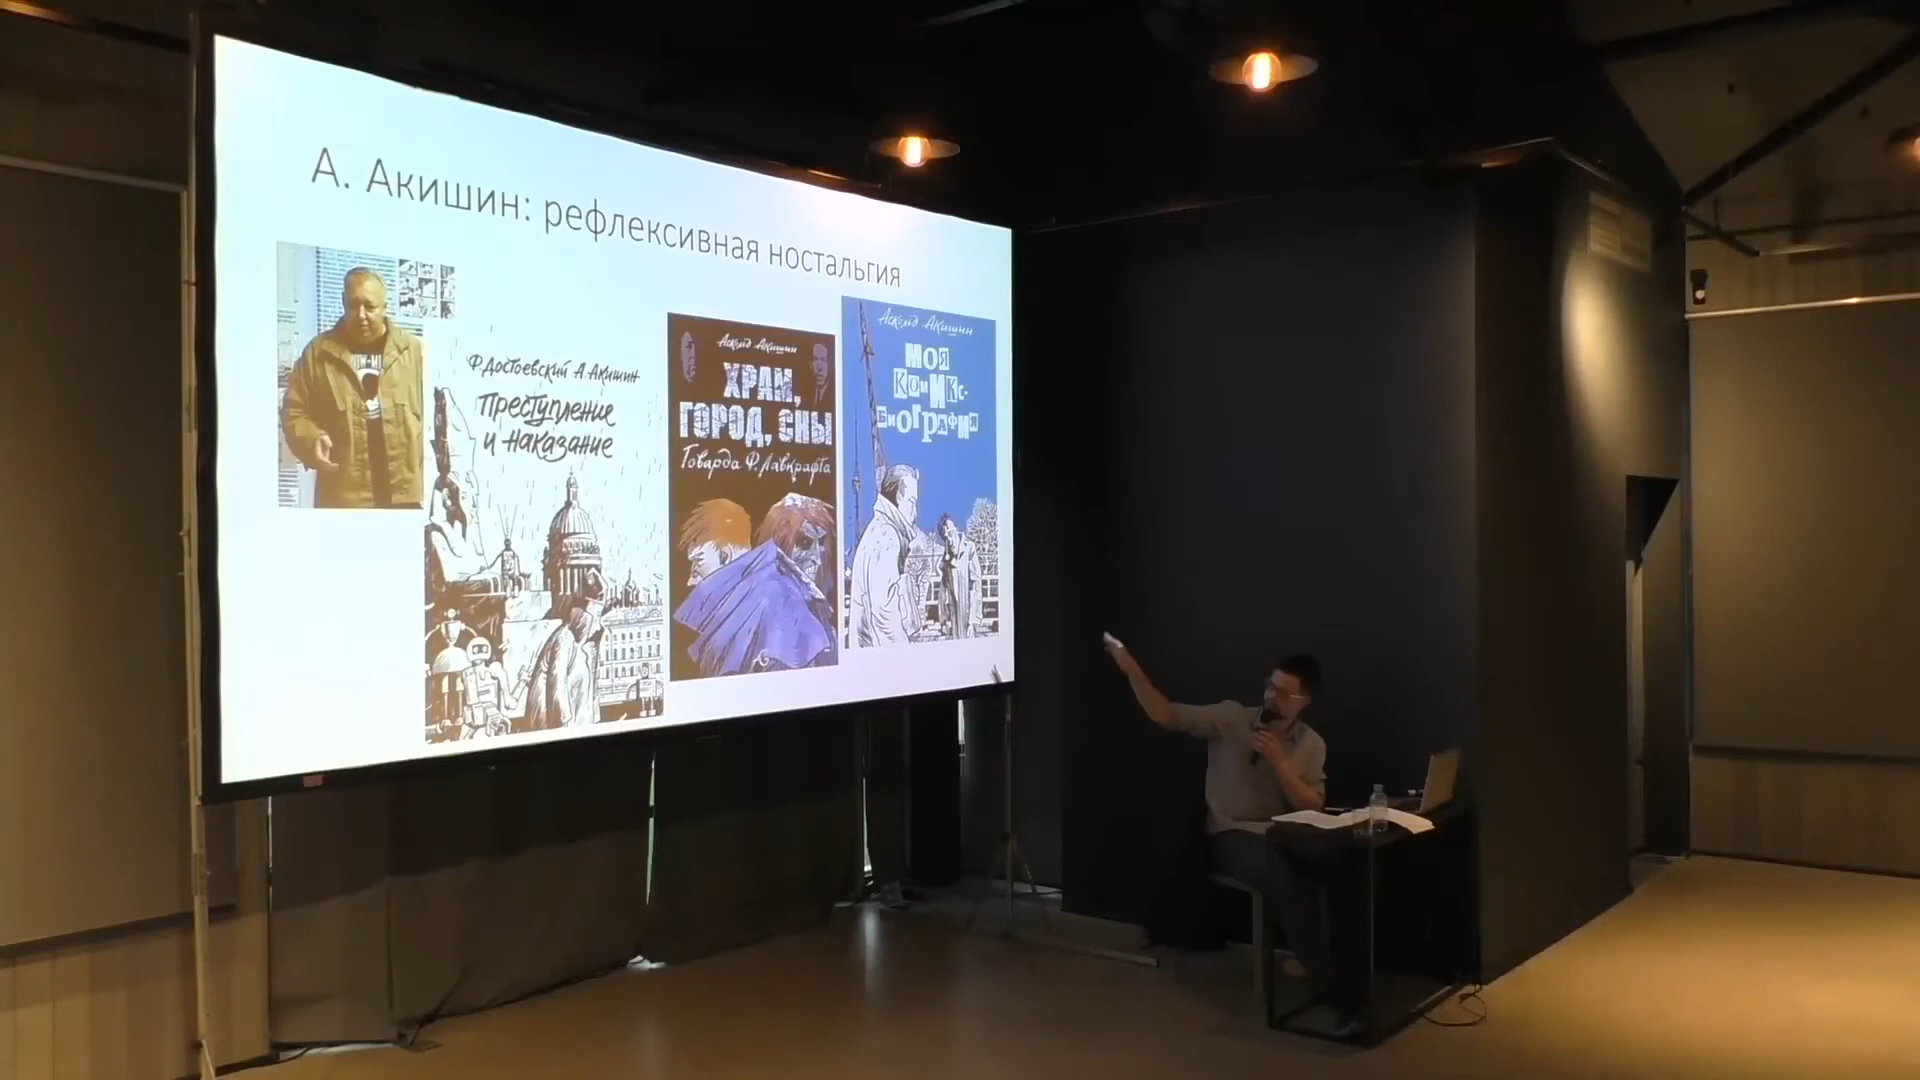 А. Акишин: рефлексивная ностальгия
Ф. Достоевский А. Акишин
Преступление
и наказание
Аскольд Акишин
ХРАМ,
ГОРОД, СНЫ
Говарда Ф. Лавкрафта
Аскольд Акишин
МОЯ
КОМИКС-
БИОГРАФИЯ